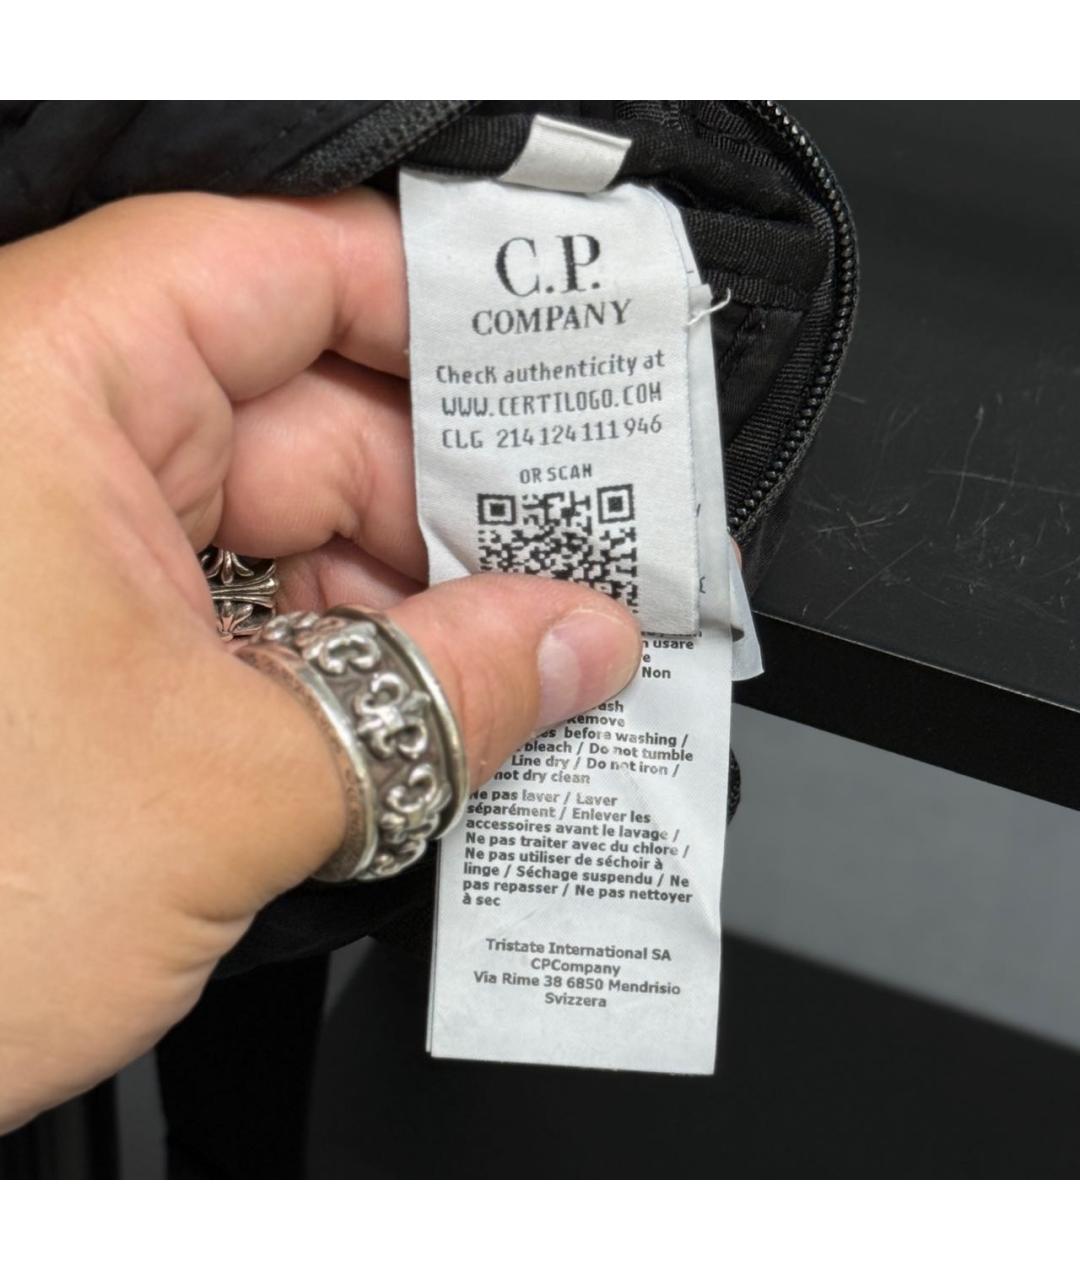 C.P.
COMPANY
Check authenticity at
WWW.CERTILOGO.COM
CLG 214124111946
OR SCAN
usare
Non
Remove
before washing /
bleach / Do not tumble
Line dry / Do not iron /
not dry clean
Ne pas laver / Laver
séparément / Enlever les
accessoires avant le lavage /
Ne pas traiter avec du chlore /
Ne pas utiliser de séchoir à
linge / Séchage suspendu / Ne
pas repasser / Ne pas nettoyer
à sec
Tristate International SA
CPCompany
Via Rime 38 6850 Mendrisio
Svizzera